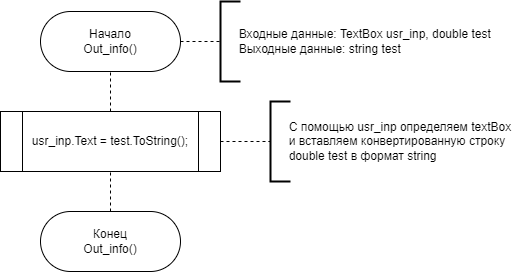 Начало
Out_info()
Входные данные: TextBox usr_inp, double test
Выходные данные: string test
usr_inp.Text = test.ToString();
С помощью usr_inp определяем textBox
и вставляем конвертированную строку
double test в формат string
Конец
Out_info()